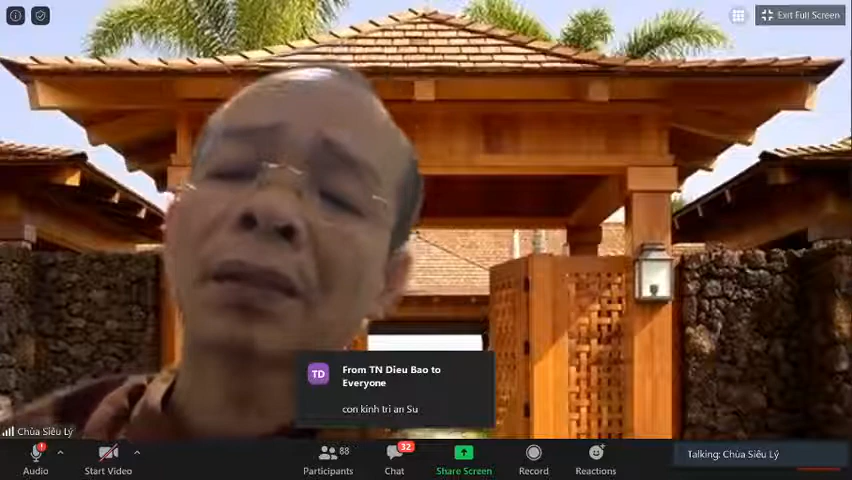 Exit Full Screen
TD
From TN Dieu Bao to
Everyone
con kinh tri an Su
Chùa Siêu Lý
Audio
Start Video
Participants
88
Chat
32
Share Screen
Record
Reactions
Talking: Chùa Siêu Lý